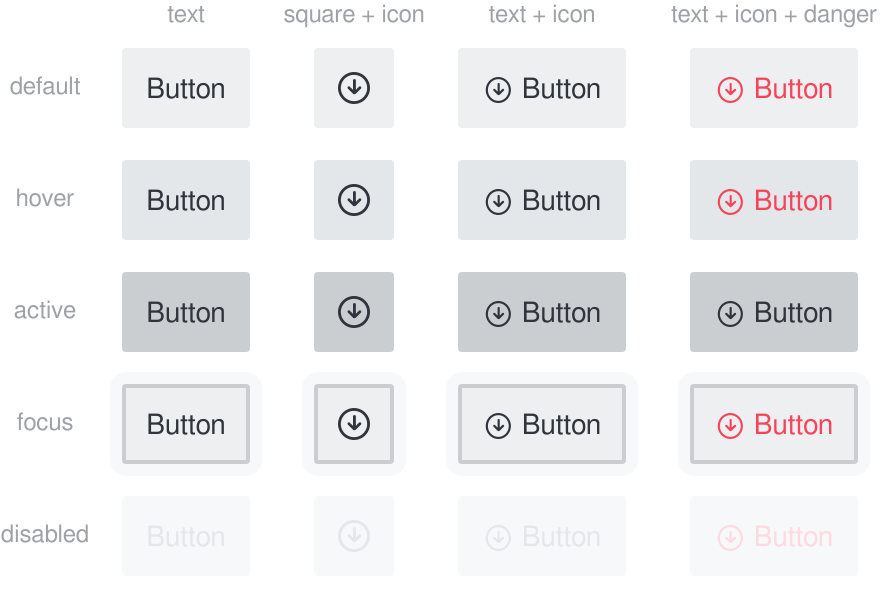 text square + icon text + icon text + icon + danger
default Button Button Button
hover Button Button Button
active Button Button Button
focus Button Button Button
disabled Button Button Button